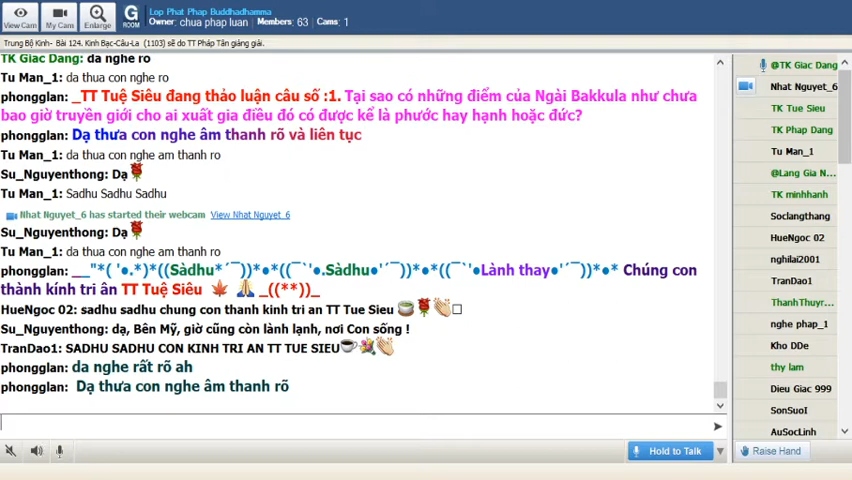 View Cam
My Cam
Enlarge
G
ROOM
Lop Phat Phap Buddhadhamma
Owner: chua phap luan Members: 63 Cams: 1
Trung Bộ Kinh- Bài 124. Kinh Bạc-Câu-La (1103) sẽ do TT Pháp Tân giảng giải.
TK Giac Dang: da nghe ro
Tu Man_1: da thua con nghe ro
phongglan: _TT Tuệ Siêu đang thảo luận câu số :1. Tại sao có những điểm của Ngài Bakkula như chưa
bao giờ truyền giới cho ai xuất gia điều đó có được kể là phước hay hạnh hoặc đức?
phongglan: Dạ thưa con nghe âm thanh rõ và liên tục
Tu Man_1: da thua con nghe am thanh ro
Su_Nguyenthong: Dạ
Tu Man_1: Sadhu Sadhu Sadhu
Nhat Nguyet_6 has started their webcam View Nhat Nguyet_6
Su_Nguyenthong: Dạ
Tu Man_1: da thua con nghe am thanh ro
phongglan: __"*( '●.*)*((Sàdhu*´¯))*●*((¯`'●.Sàdhu●'´¯))*●*((¯`'●Lành thay●'´¯))*●* Chúng con
thành kính tri ân TT Tuệ Siêu 🍁 🙏 _((**))_
HueNgoc 02: sadhu sadhu chung con thanh kinh tri an TT Tue Sieu 🍵🌹👏□
Su_Nguyenthong: dạ, Bên Mỹ, giờ cũng còn lành lạnh, nơi Con sống !
TranDao1: SADHU SADHU CON KINH TRI AN TT TUE SIEU☕💐👏
phongglan: da nghe rất rõ ah
phongglan: Dạ thưa con nghe âm thanh rõ
Hold to Talk
@TK Giac Dang
Nhat Nguyet_6
TK Tue Sieu
TK Phap Dang
Tu Man_1
@Lang Gia N...
TK minhhanh
Soclangthang
HueNgoc 02
nghilai2001
TranDao1
ThanhThuyr...
nghe phap_1
Kho DDe
thy lam
Dieu Giac 999
SonSuoI
AuSocLinh
Raise Hand